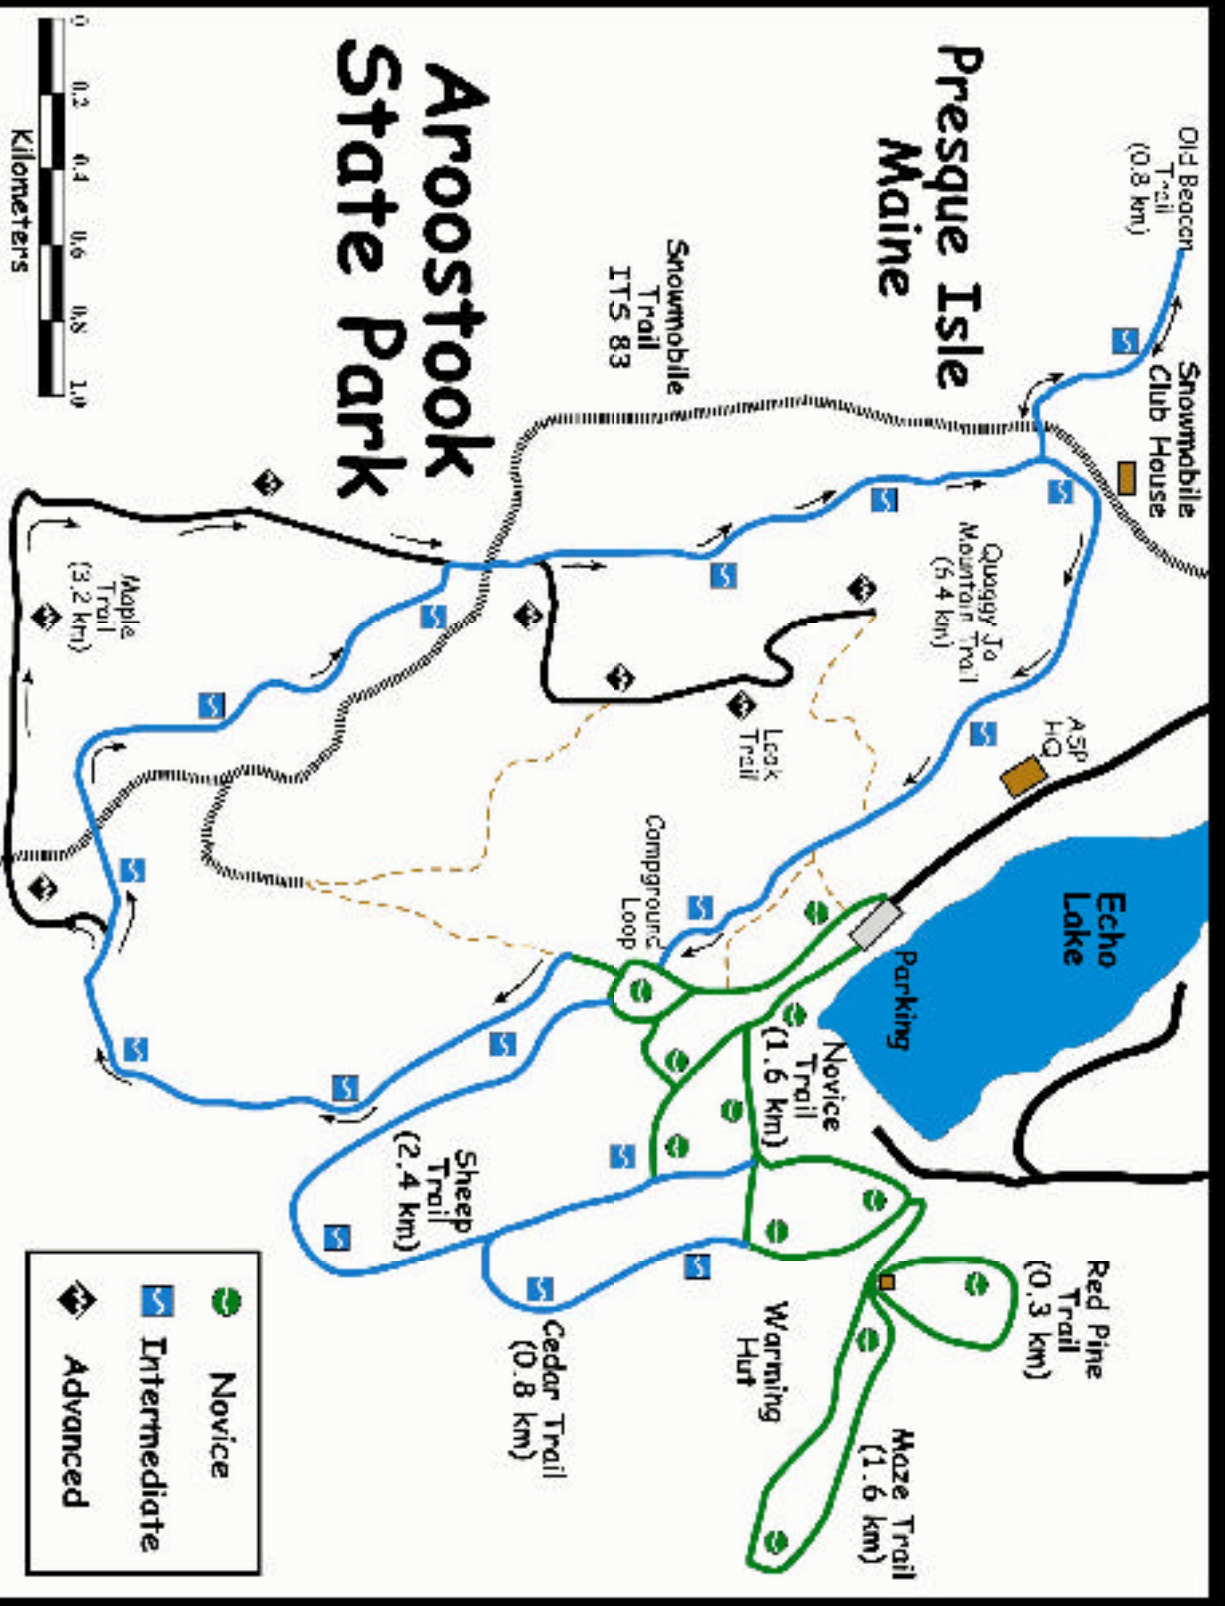 Presque Isle
Maine
Aroostook
State Park
0
0.2
0.4
0.6
0.8
1.0
Kilometers
Old Beacon
Trail
(0.8 km)
Snowmobile
Club House
Snowmobile
Trail
ITS 83
Quaggy Jo
Mountain Trail
(6.4 km)
Maple
Trail
(3.2 km)
ASP
HQ
Look
Trail
Campground
Loop
Echo
Lake
Parking
Novice
Trail
(1.6 km)
Sheep
Trail
(2.4 km)
Cedar Trail
(0.8 km)
Warming
Hut
Red Pine
Trail
(0.3 km)
Maze Trail
(1.6 km)
Novice
Intermediate
Advanced